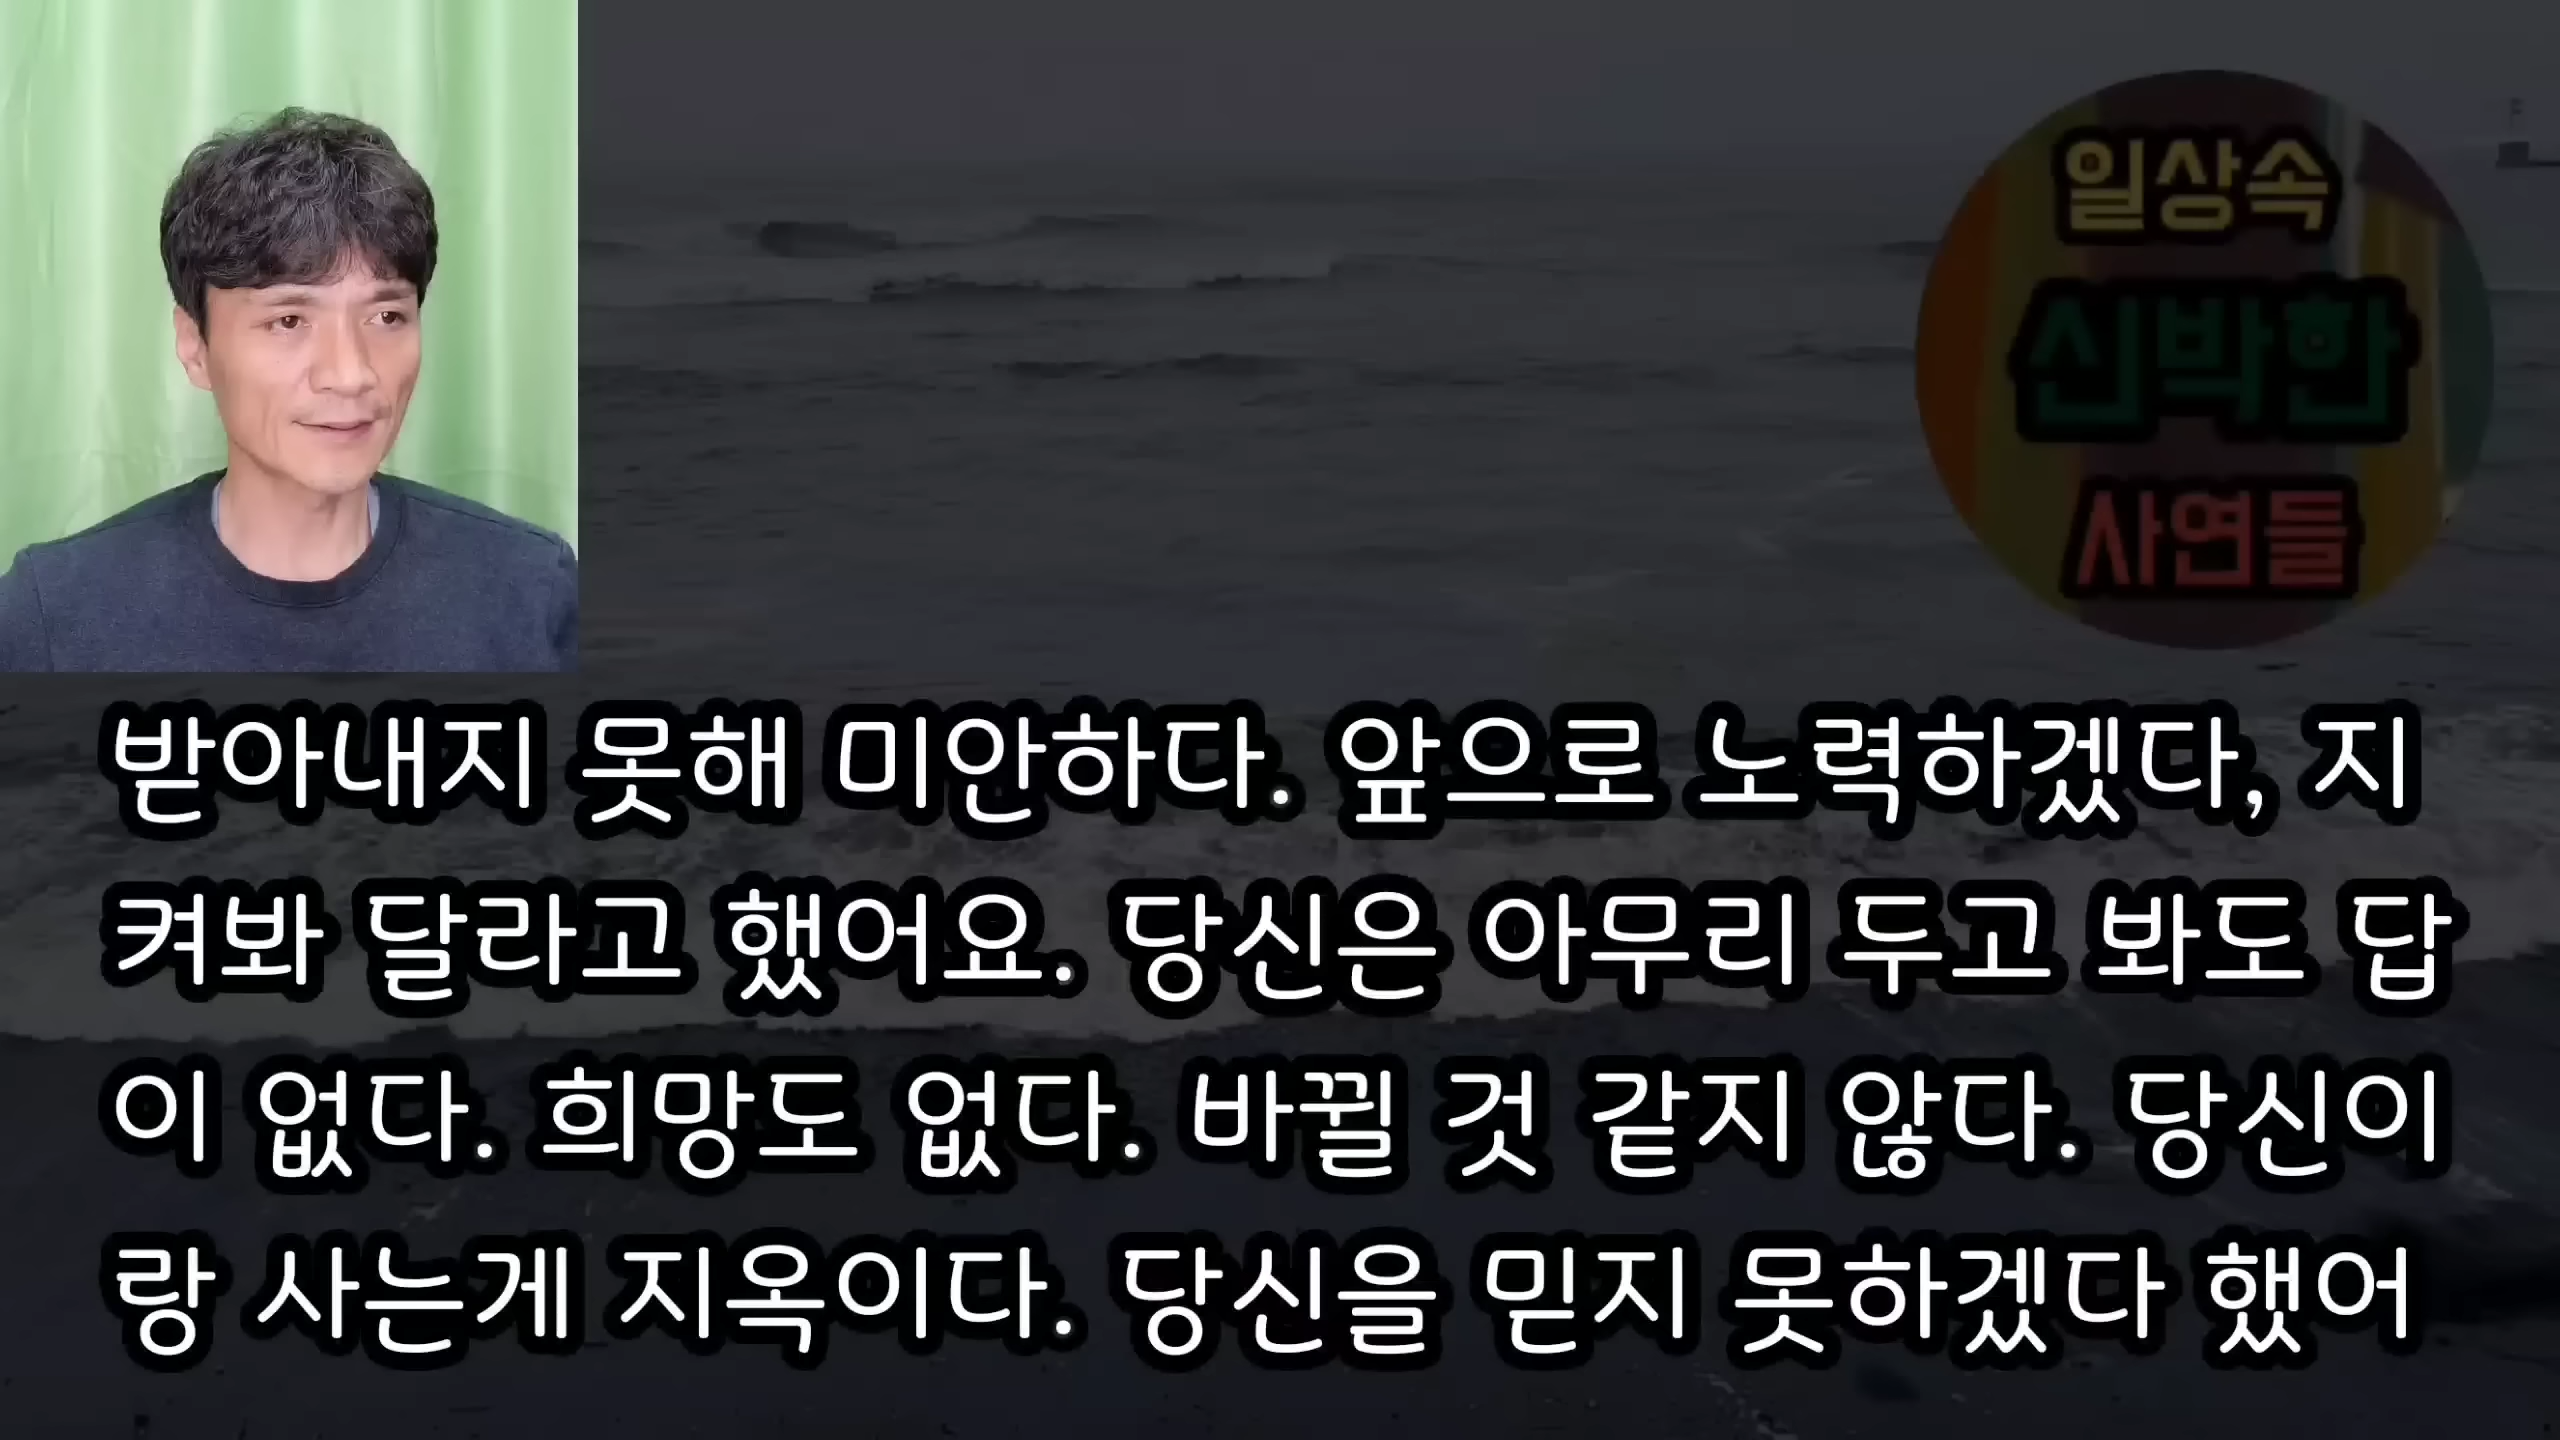 일상속
신박한
사연들
받아내지 못해 미안하다. 앞으로 노력하겠다, 지
켜봐 달라고 했어요. 당신은 아무리 두고 봐도 답
이 없다. 희망도 없다. 바뀔 것 같지 않다. 당신이
랑 사는게 지옥이다. 당신을 믿지 못하겠다 했어